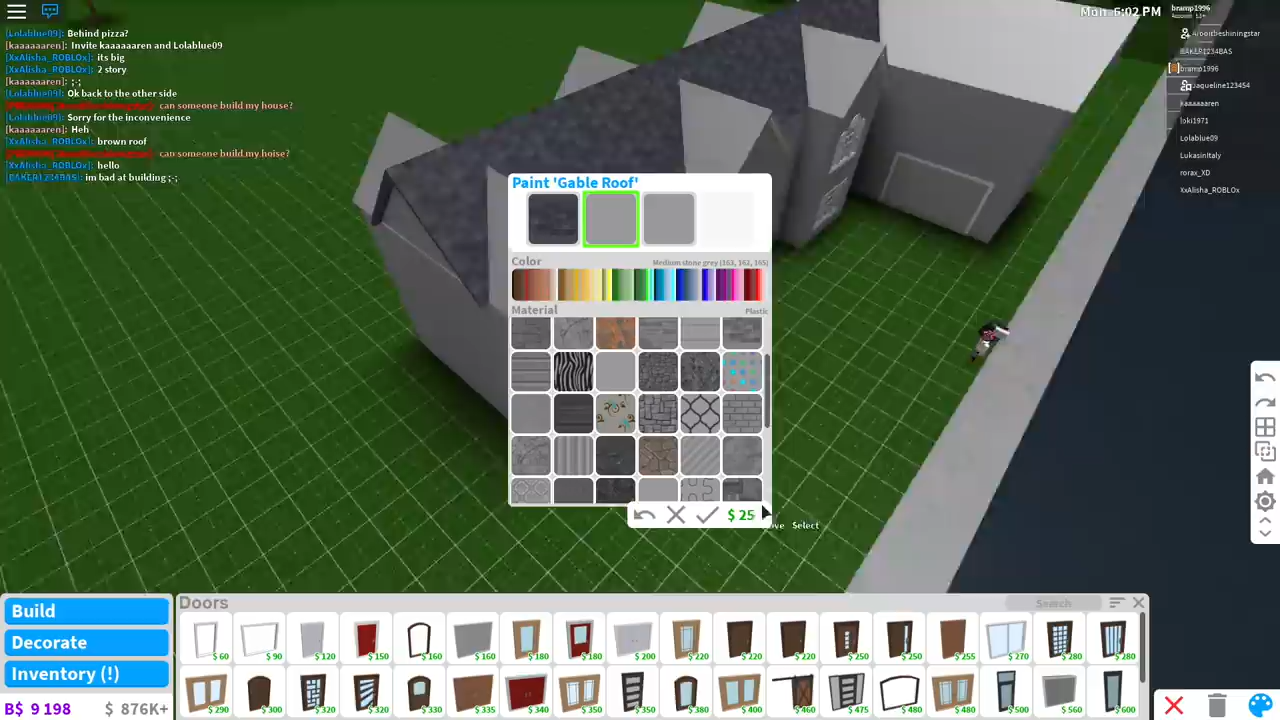 Mon 6:02 PM
bramp1996
Account: 13+
[Lolablue09]: Behind pizza?
[kaaaaaaren]: Invite kaaaaaaren and Lolablue09
[XxAlisha_ROBLOx]: its big
[XxAlisha_ROBLOx]: 2 story
[kaaaaaaren]: ;-;
[Lolablue09]: Ok back to the other side
can someone build my house?
[Lolablue09]: Sorry for the inconvenience
[kaaaaaaren]: Heh
[XxAlisha_ROBLOx]: brown roof
can someone build my hoise?
[XxAlisha_ROBLOx]: hello
[BAKER1234BAS]: im bad at building ;-;
BAKER1234BAS
bramp1996
Jaqueline123454
kaaaaaaren
loki1971
Lolablue09
LukasinItaly
rorax_XD
XxAlisha_ROBLOx
Paint 'Gable Roof'
Color
Medium stone grey (163, 162, 165)
Material
Plastic
$ 25
Select
Build
Decorate
Inventory (!)
B$ 9 198
$ 876K+
Doors
Search
$ 60 $ 90 $ 120 $ 150 $ 160 $ 160 $ 180 $ 180 $ 200 $ 220 $ 220 $ 220 $ 250 $ 250 $ 255 $ 270 $ 280 $ 280
$ 290 $ 300 $ 320 $ 320 $ 330 $ 335 $ 340 $ 350 $ 350 $ 380 $ 400 $ 460 $ 475 $ 480 $ 480 $ 500 $ 560 $ 600